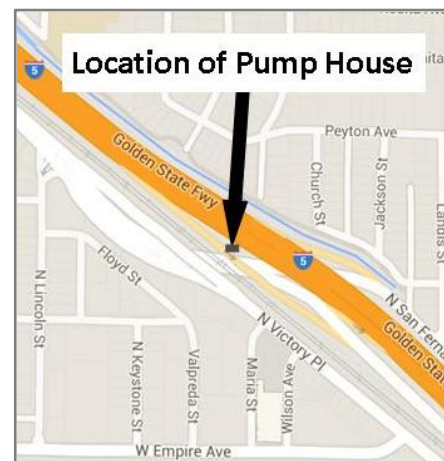 5
Location of Pump House
Peyton Ave
Golden State Fwy
Church St
Jackson St
Landis St
5
Floyd St
N San Ferna
N Lincoln St
N Victory Pl
Golden Sta
N Keystone St
Valpreda St
Maria St
Wilson Ave
W Empire Ave